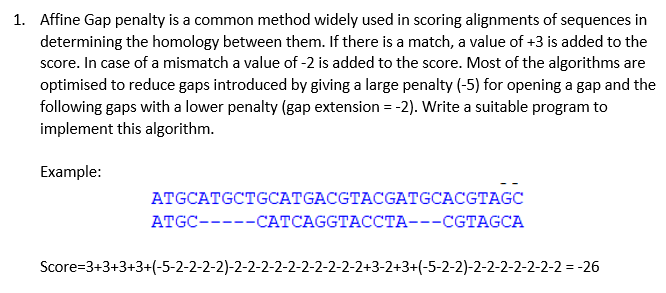 1. Affine Gap penalty is a common method widely used in scoring alignments of sequences in
determining the homology between them. If there is a match, a value of +3 is added to the
score. In case of a mismatch a value of -2 is added to the score. Most of the algorithms are
optimised to reduce gaps introduced by giving a large penalty (-5) for opening a gap and the
following gaps with a lower penalty (gap extension = -2). Write a suitable program to
implement this algorithm.
Example:
--
ATGCATGCTGCATGACGTACGATGCACGTAGC
ATGC-----CATCAGGTACCTA---CGTAGCA
Score=3+3+3+3+(-5-2-2-2-2)-2-2-2-2-2-2-2-2-2-2+3-2+3+(-5-2-2)-2-2-2-2-2-2-2 = -26